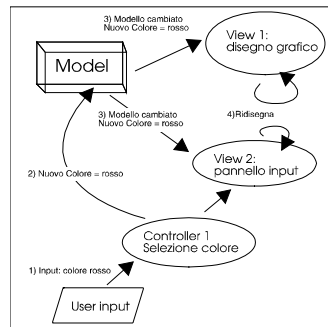 3) Modello cambiato
Nuovo Colore = rosso
View 1:
disegno grafico
Model
3) Modello cambiato
Nuovo Colore = rosso
4)Ridisegna
View 2:
pannello input
2) Nuovo Colore = rosso
Controller 1
Selezione colore
1) Input: colore rosso
User input